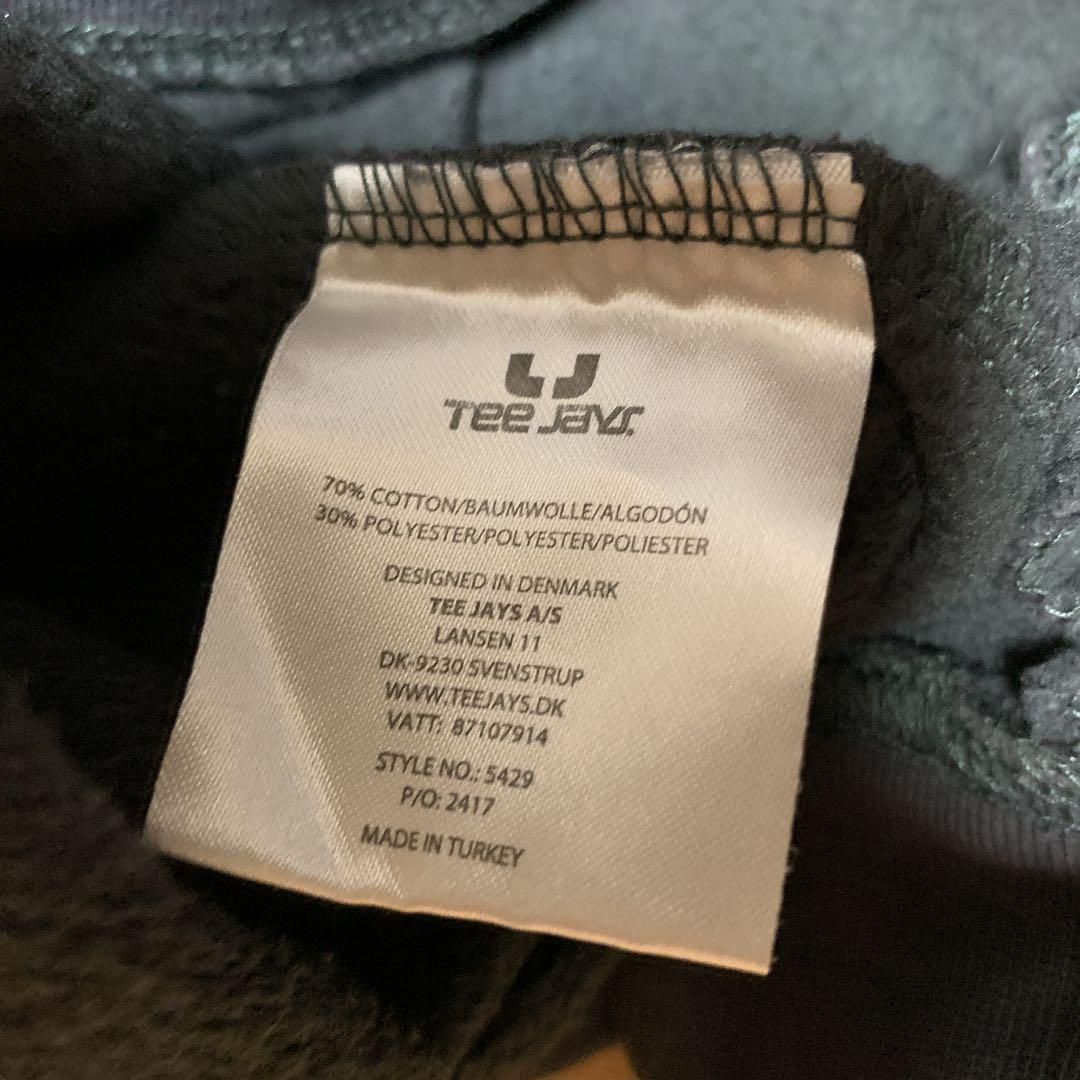 Tee Jays.
70% COTTON/BAUMWOLLE/ALGODÓN
30% POLYESTER/POLYESTER/POLIESTER
DESIGNED IN DENMARK
TEE JAYS A/S
LANSEN 11
DK-9230 SVENSTRUP
WWW.TEEJAYS.DK
VATT: 87107914
STYLE NO.: 5429
P/O: 2417
MADE IN TURKEY